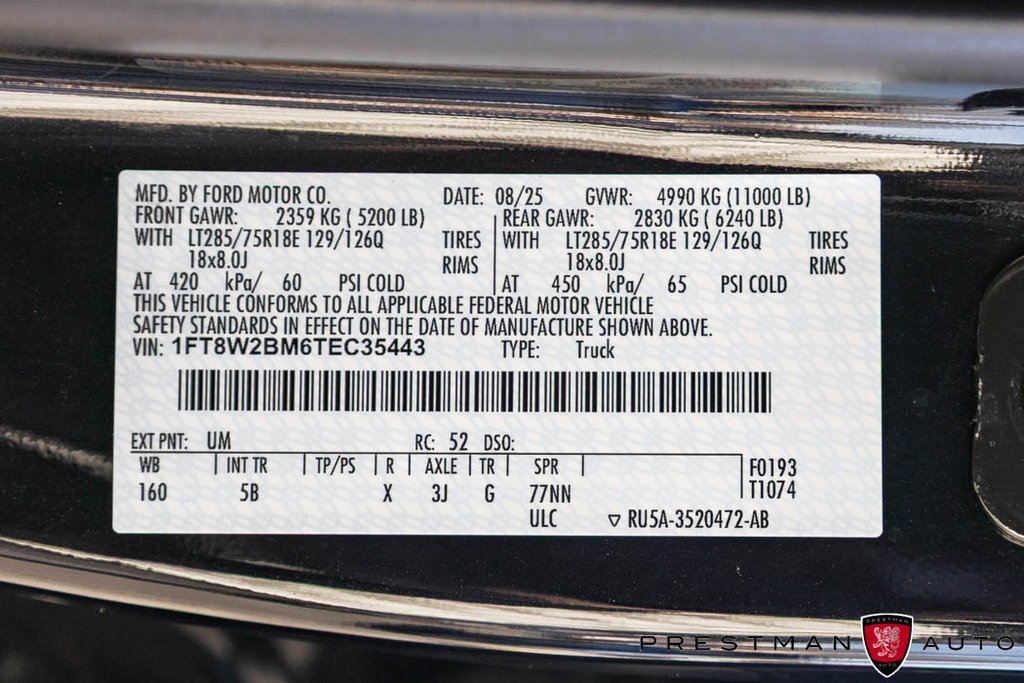 MFD. BY FORD MOTOR CO. DATE: 08/25 GVWR: 4990 KG (11000 LB)
FRONT GAWR: 2359 KG ( 5200 LB) REAR GAWR: 2830 KG ( 6240 LB)
WITH LT285/75R18E 129/126Q TIRES WITH LT285/75R18E 129/126Q TIRES
18x8.0J RIMS 18x8.0J RIMS
AT 420 kPa/ 60 PSI COLD AT 450 kPa/ 65 PSI COLD
THIS VEHICLE CONFORMS TO ALL APPLICABLE FEDERAL MOTOR VEHICLE
SAFETY STANDARDS IN EFFECT ON THE DATE OF MANUFACTURE SHOWN ABOVE.
VIN: 1FT8W2BM6TEC35443 TYPE: Truck
EXT PNT: UM RC: 52 DSO:
WB INT TR TP/PS R AXLE TR SPR F0193
160 5B X 3J G 77NN T1074
ULC ▽ RU5A-3520472-AB
PRESTMAN AUTO
PRESTMAN
AUTO